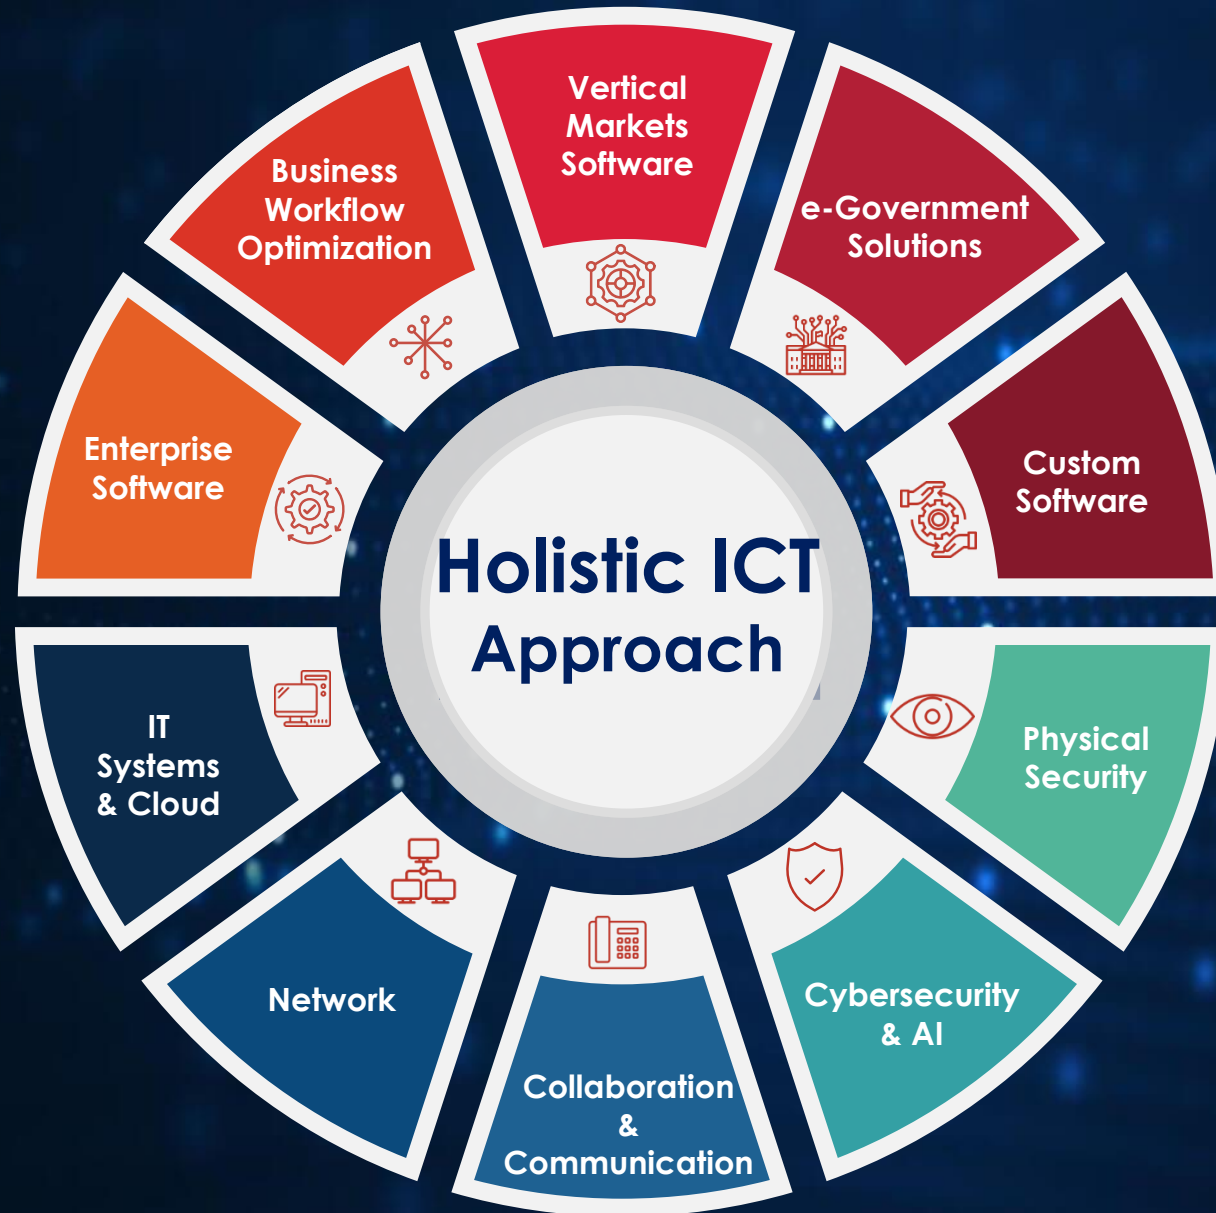 Vertical
Markets
Software
e-Government
Solutions
Custom
Software
Physical
Security
Cybersecurity
& AI
Collaboration
&
Communication
Network
IT
Systems
& Cloud
Enterprise
Software
Business
Workflow
Optimization
Holistic ICT
Approach